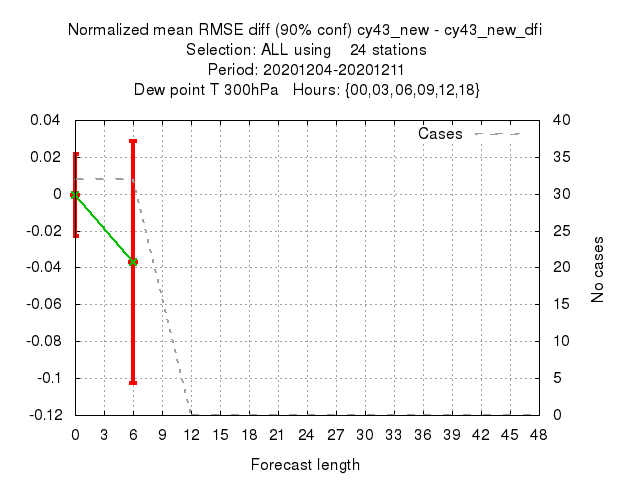 Normalized mean RMSE diff (90% conf) cy43_new - cy43_new_dfi
Selection: ALL using 24 stations
Period: 20201204-20201211
Dew point T 300hPa Hours: {00,03,06,09,12,18}
Cases
0.04
0.02
0
-0.02
-0.04
-0.06
-0.08
-0.1
-0.12
40
35
30
25
20
15
10
5
0
No cases
0 3 6 9 12 15 18 21 24 27 30 33 36 39 42 45 48
Forecast length